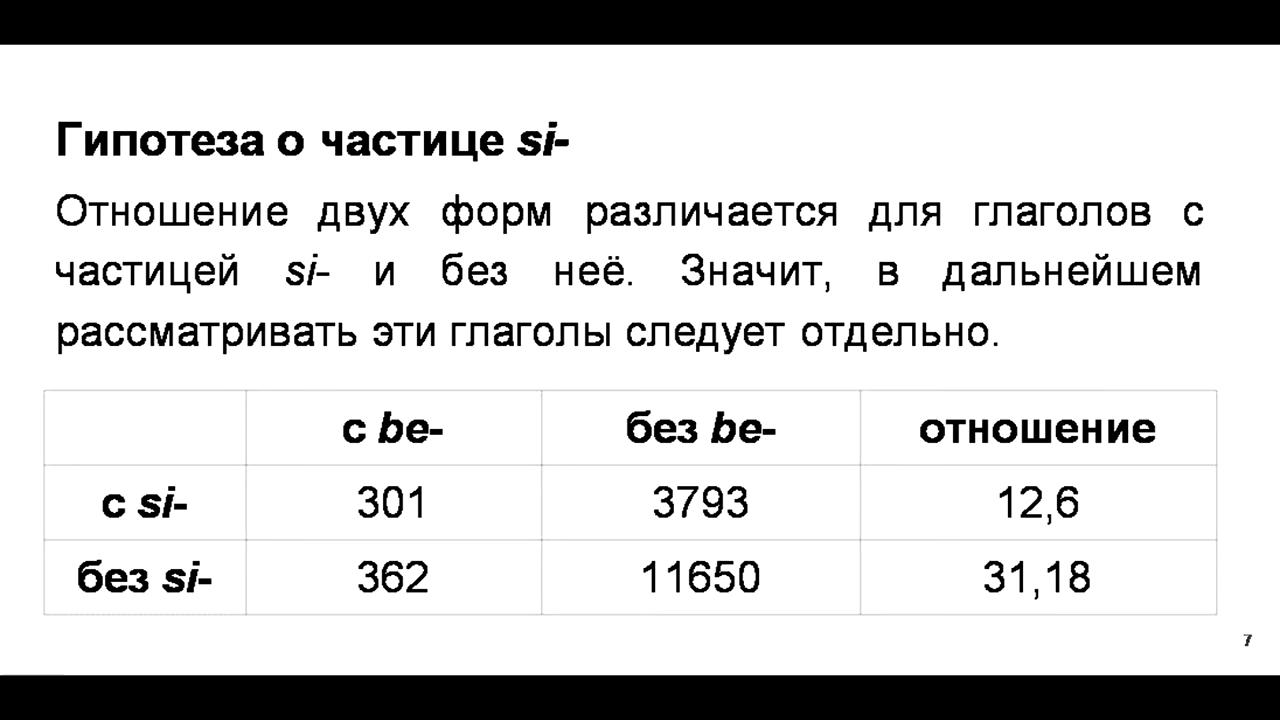 Гипотеза о частице si-
Отношение двух форм различается для глаголов с
частицей si- и без неё. Значит, в дальнейшем
рассматривать эти глаголы следует отдельно.
с be- без be- отношение
с si- 301 3793 12,6
без si- 362 11650 31,18
7